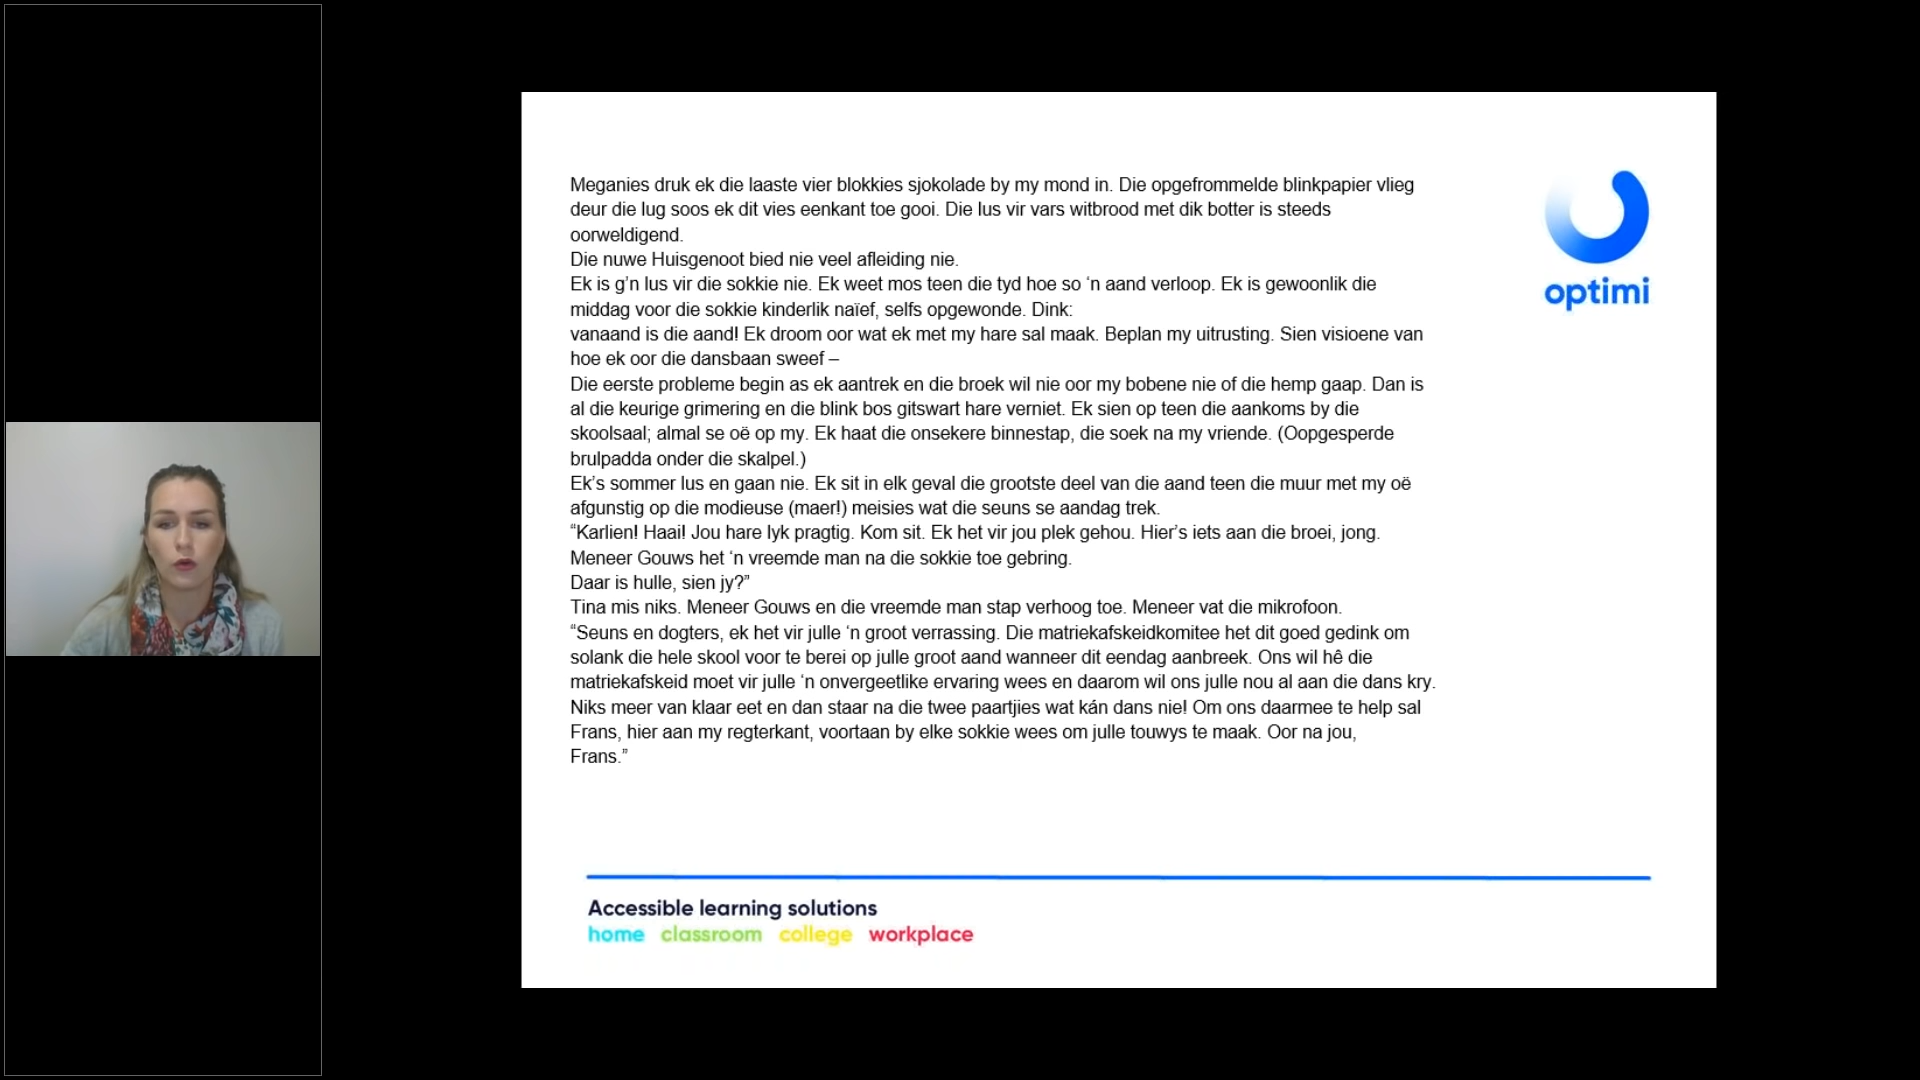 Meganies druk ek die laaste vier blokkies sjokolade by my mond in. Die opgefrommelde blinkpapier vlieg
deur die lug soos ek dit vies eenkant toe gooi. Die lus vir vars witbrood met dik botter is steeds
oorweldigend.
Die nuwe Huisgenoot bied nie veel afleiding nie.
Ek is g’n lus vir die sokkie nie. Ek weet mos teen die tyd hoe so ‘n aand verloop. Ek is gewoonlik die
middag voor die sokkie kinderlik naïef, selfs opgewonde. Dink:
vanaand is die aand! Ek droom oor wat ek met my hare sal maak. Beplan my uitrusting. Sien visioene van
hoe ek oor die dansbaan sweef –
Die eerste probleme begin as ek aantrek en die broek wil nie oor my bobene nie of die hemp gaap. Dan is
al die keurige grimering en die blink bos gitswart hare verniet. Ek sien op teen die aankoms by die
skoolsaal; almal se oë op my. Ek haat die onsekere binnestap, die soek na my vriende. (Oopgesperde
brulpadda onder die skalpel.)
Ek’s sommer lus en gaan nie. Ek sit in elk geval die grootste deel van die aand teen die muur met my oë
afgunstig op die modieuse (maer!) meisies wat die seuns se aandag trek.
“Karlien! Haai! Jou hare lyk pragtig. Kom sit. Ek het vir jou plek gehou. Hier’s iets aan die broei, jong.
Meneer Gouws het ‘n vreemde man na die sokkie toe gebring.
Daar is hulle, sien jy?”
Tina mis niks. Meneer Gouws en die vreemde man stap verhoog toe. Meneer vat die mikrofoon.
“Seuns en dogters, ek het vir julle ‘n groot verrassing. Die matriekafskeidkomitee het dit goed gedink om
solank die hele skool voor te berei op julle groot aand wanneer dit eendag aanbreek. Ons wil hê die
matriekafskeid moet vir julle ‘n onvergeetlike ervaring wees en daarom wil ons julle nou al aan die dans kry.
Niks meer van klaar eet en dan staar na die twee paartjies wat kán dans nie! Om ons daarmee te help sal
Frans, hier aan my regterkant, voortaan by elke sokkie wees om julle touwys te maak. Oor na jou,
Frans.”
optimi
Accessible learning solutions
home classroom college workplace